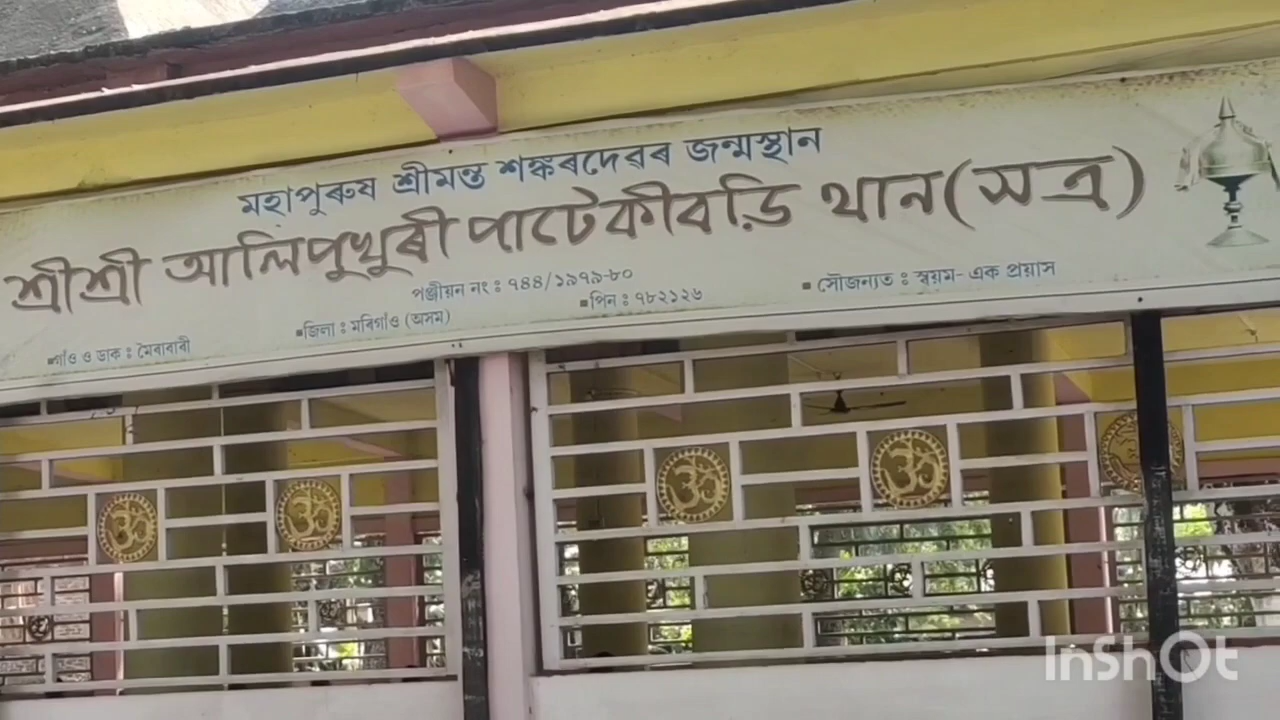 মহাপুৰুষ শ্ৰীমন্ত শঙ্কৰদেৱৰ জন্মস্থান
শ্ৰীশ্ৰী আলিপুখুৰী পাটেকীবড়ি থান (সত্ৰ)
পঞ্জীয়ন নং : ৭৪৪/১৯৭৯-৮০
▪গাঁও ও ডাক : মৈৰাবাৰী ▪জিলা : মৰিগাঁও (অসম) ▪পিন : ৭৮২১২৬ ▪ সৌজন্যত : স্বয়ম- এক প্ৰয়াস
ॐ ॐ ॐ ॐ
InShOt